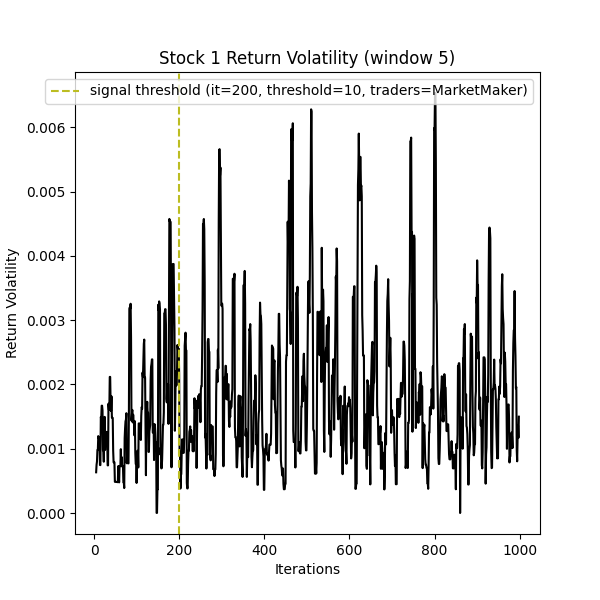 Stock 1 Return Volatility (window 5)
signal threshold (it=200, threshold=10, traders=MarketMaker)
Return Volatility
0.006
0.005
0.004
0.003
0.002
0.001
0.000
0 200 400 600 800 1000
Iterations